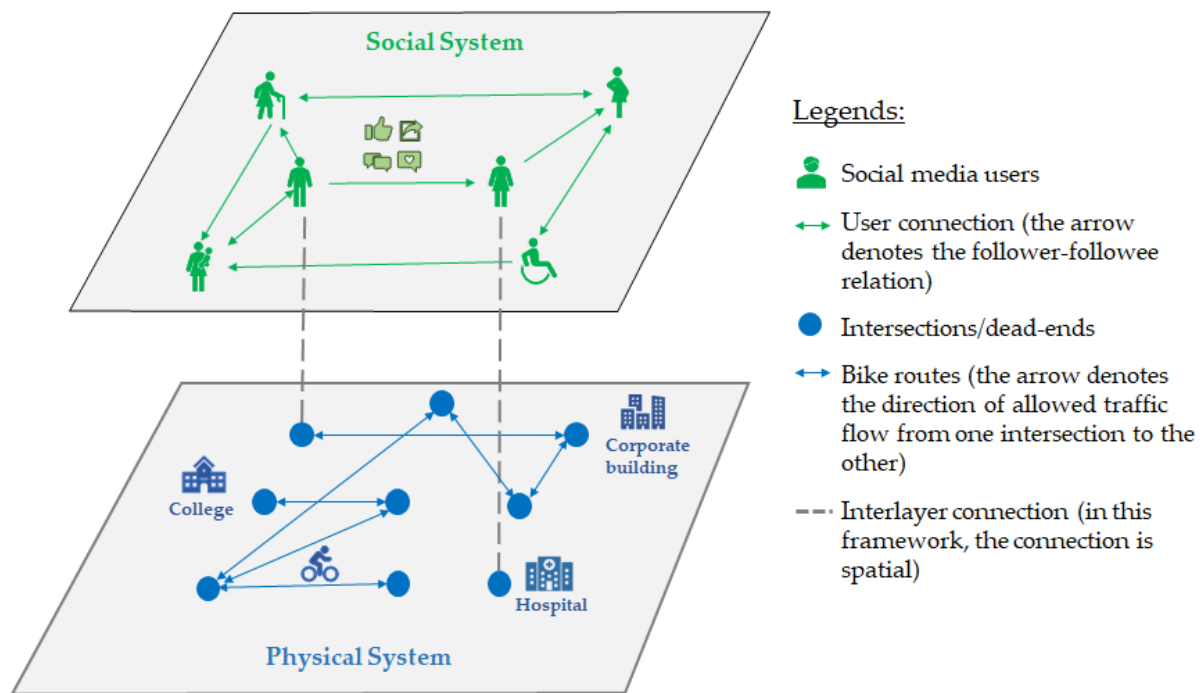 Social System
Legends:
Social media users
User connection (the arrow
denotes the follower-followee
relation)
Intersections/dead-ends
Bike routes (the arrow denotes
the direction of allowed traffic
flow from one intersection to the
other)
Interlayer connection (in this
framework, the connection is
spatial)
Corporate
building
College
Hospital
Physical System